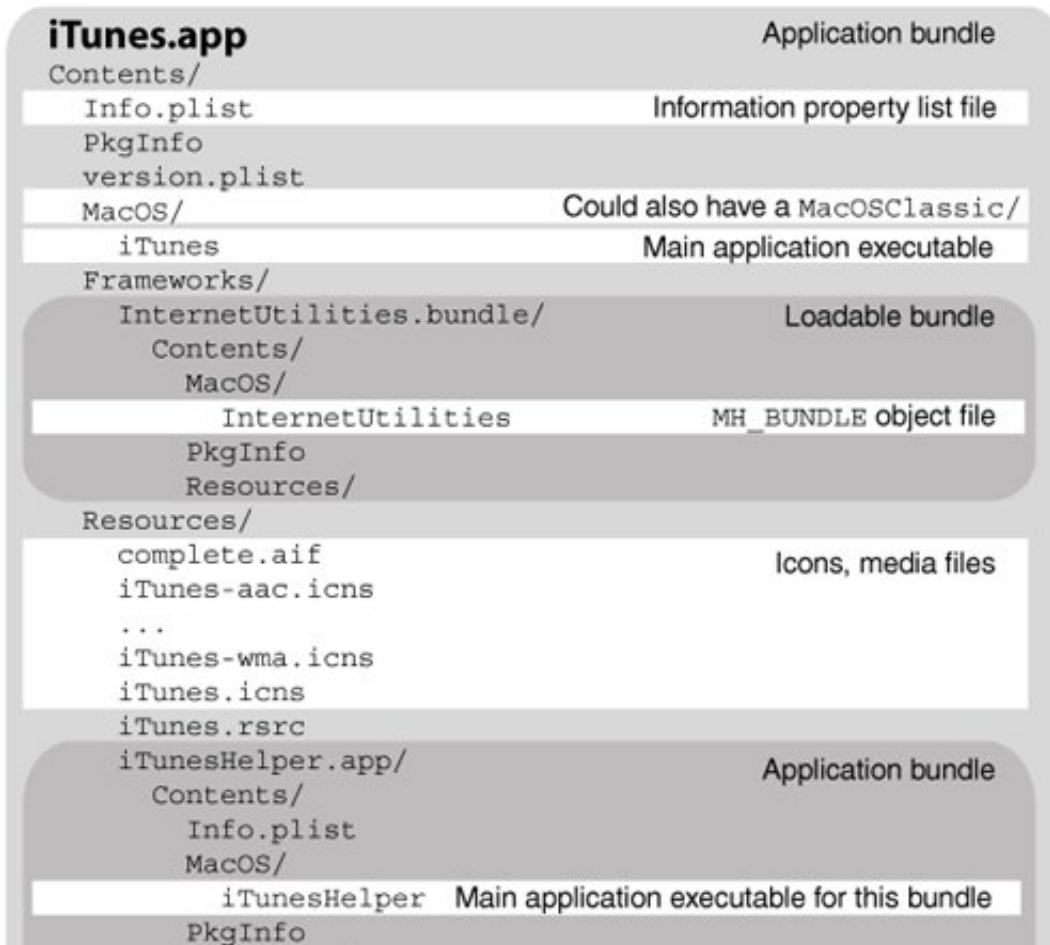 iTunes.app Application bundle
Contents/
Info.plist Information property list file
PkgInfo
version.plist
MacOS/ Could also have a MacOSClassic/
iTunes Main application executable
Frameworks/
InternetUtilities.bundle/ Loadable bundle
Contents/
MacOS/
InternetUtilities MH_BUNDLE object file
PkgInfo
Resources/
Resources/
complete.aif Icons, media files
iTunes-aac.icns
...
iTunes-wma.icns
iTunes.icns
iTunes.rsrc
iTunesHelper.app/ Application bundle
Contents/
Info.plist
MacOS/
iTunesHelper Main application executable for this bundle
PkgInfo